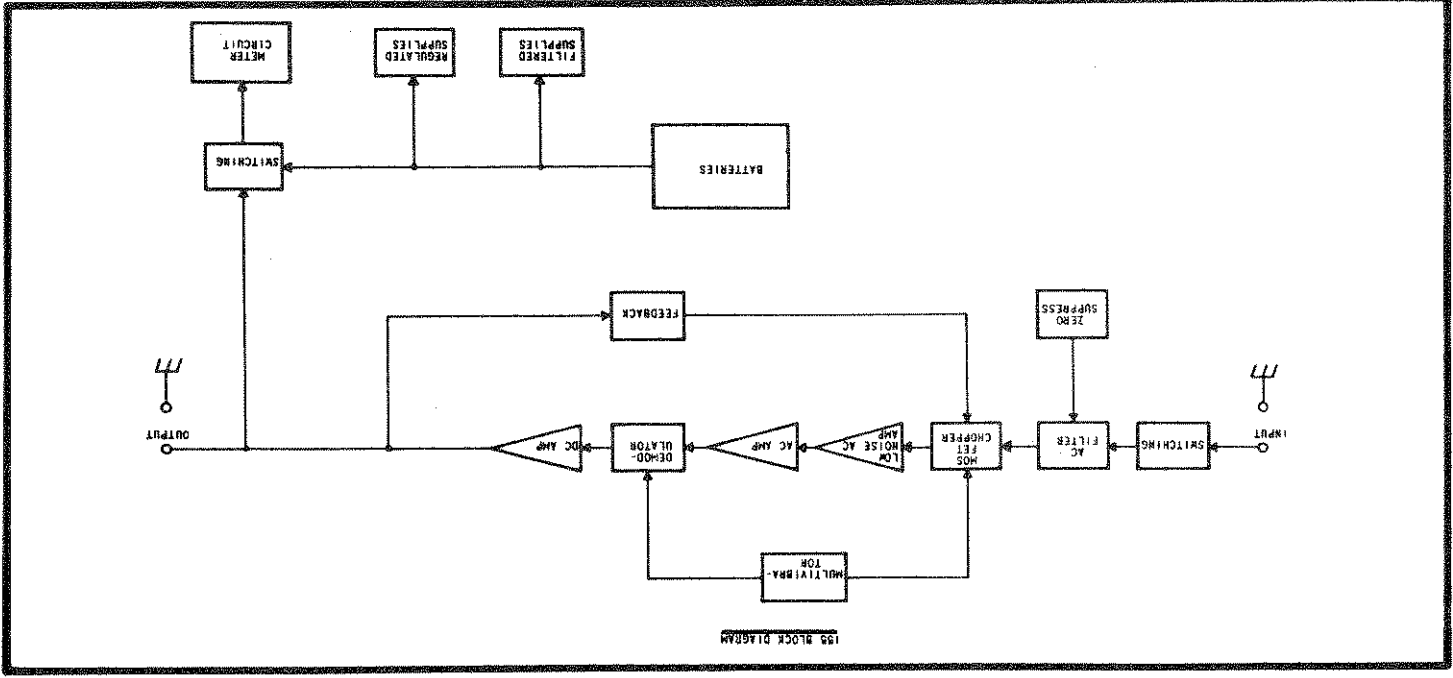 155 BLOCK DIAGRAM
MULTIVIBRA-
TOR
INPUT
SWITCHING
AC
FILTER
MOS
FET
CHOPPER
LOW
NOISE AC
AMP
AC AMP
DEMOD-
ULATOR
DC AMP
OUTPUT
ZERO
SUPPRESS
FEEDBACK
BATTERIES
SWITCHING
FILTERED
SUPPLIES
REGULATED
SUPPLIES
METER
CIRCUIT